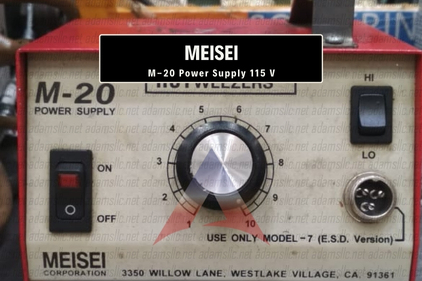 MEISEI
M-20 Power Supply 115 V
HOTWEEZERS
M-20
POWER SUPPLY
HI
LO
ON
OFF
1 2 3 4 5 6 7 8 9 10
USE ONLY MODEL-7 (E.S.D. Version)
MEISEI
CORPORATION 3350 WILLOW LANE, WESTLAKE VILLAGE, CA. 91361